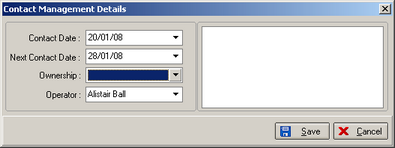 Contact Management Details
Contact Date : 20/01/08
Next Contact Date : 28/01/08
Ownership :
Operator : Alistair Ball
Save Cancel